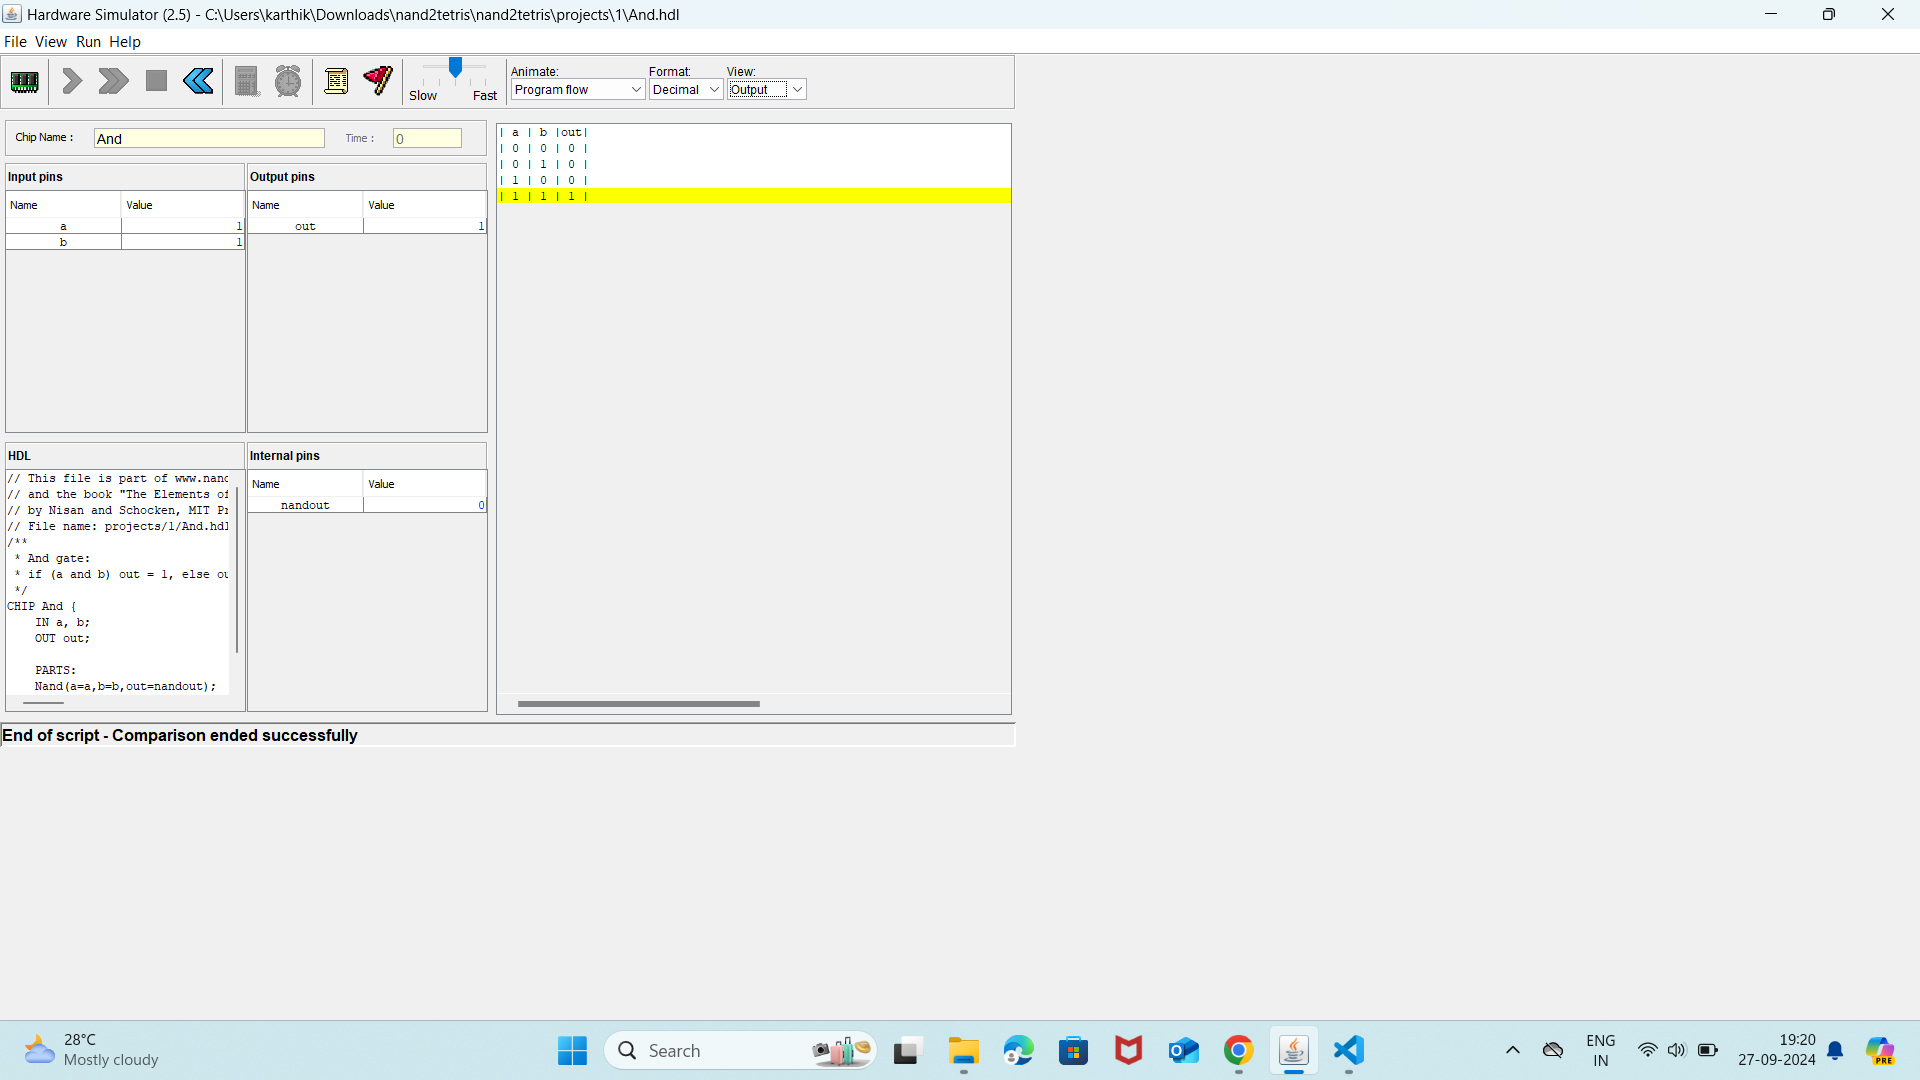 Hardware Simulator (2.5) - C:\Users\karthik\Downloads\nand2tetris\nand2tetris\projects\1\And.hdl
File View Run Help
Slow Fast
Animate: Format: View:
Program flow Decimal Output
Chip Name : And Time : 0
Input pins
Name Value
a 1
b 1
Output pins
Name Value
out 1
| a | b |out|
| 0 | 0 | 0 |
| 0 | 1 | 0 |
| 1 | 0 | 0 |
| 1 | 1 | 1 |
HDL
// This file is part of www.nand
// and the book "The Elements of
// by Nisan and Schocken, MIT Pr
// File name: projects/1/And.hdl
/**
* And gate:
* if (a and b) out = 1, else ou
*/
CHIP And {
IN a, b;
OUT out;
PARTS:
Nand(a=a,b=b,out=nandout);
Internal pins
Name Value
nandout 0
End of script - Comparison ended successfully
28°C
Mostly cloudy
Search
ENG
IN
19:20
27-09-2024
PRE